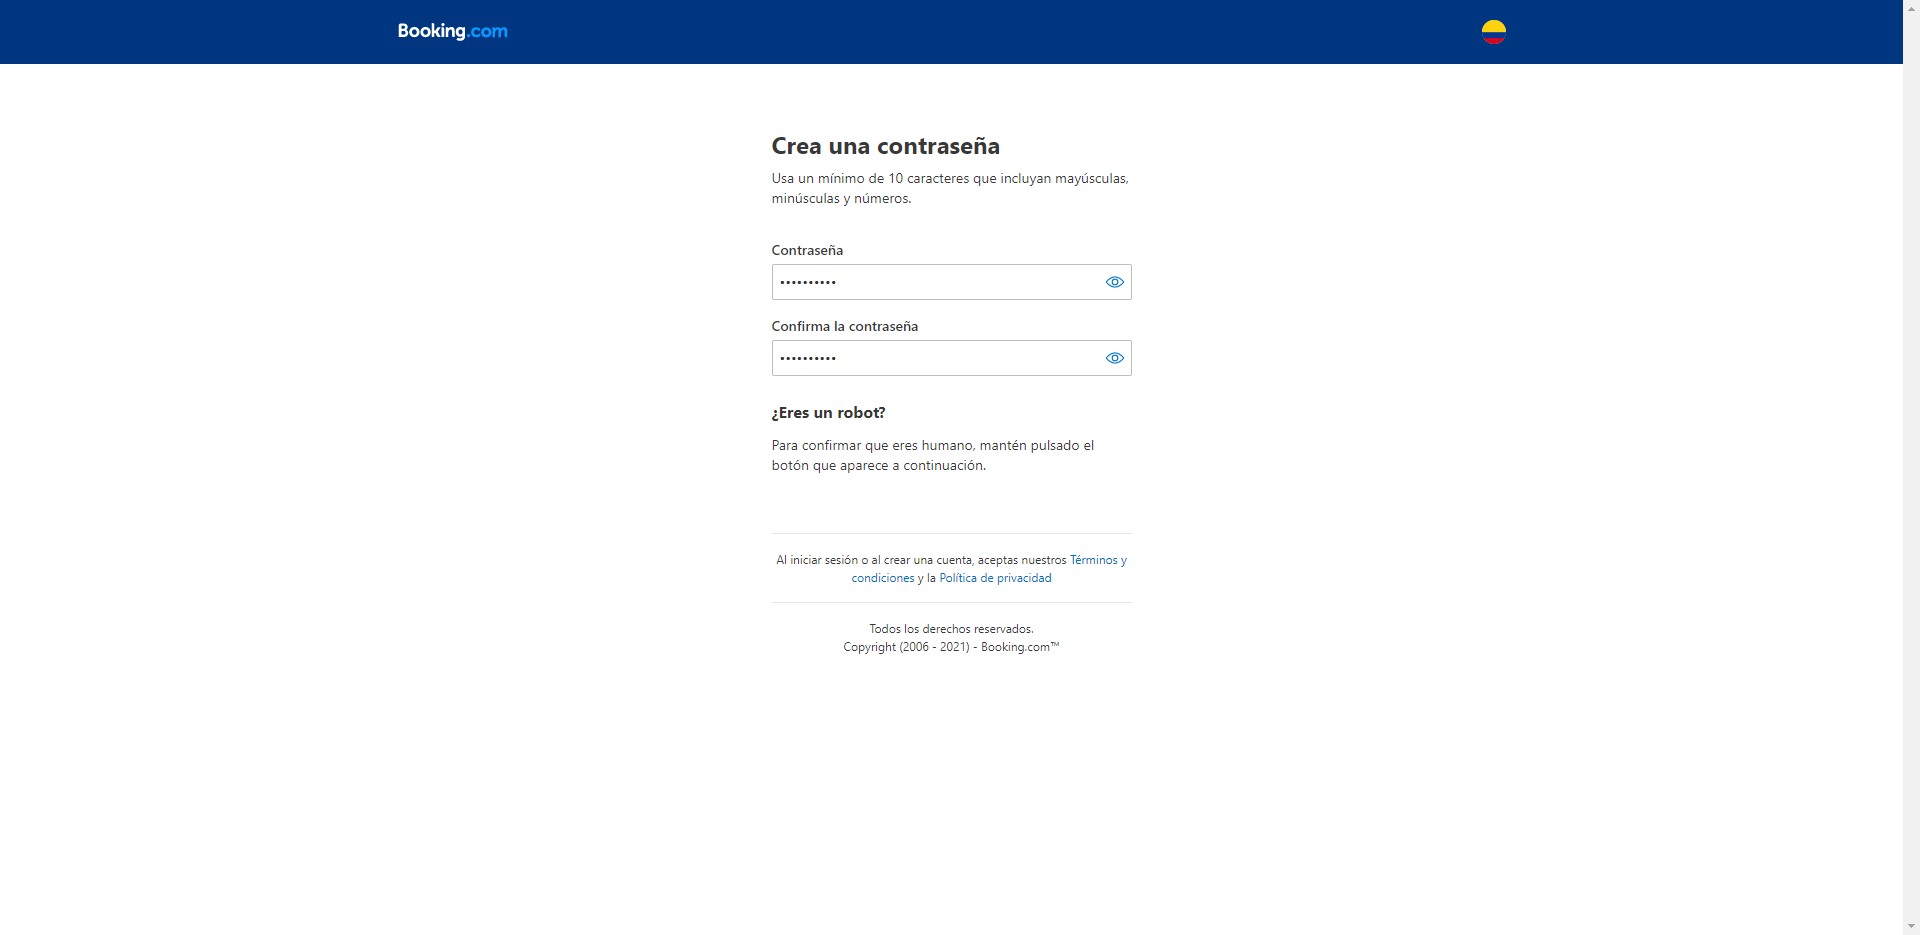 Booking.com
Crea una contraseña
Usa un mínimo de 10 caracteres que incluyan mayúsculas,
minúsculas y números.
Contraseña
••••••••••
Confirma la contraseña
••••••••••
¿Eres un robot?
Para confirmar que eres humano, mantén pulsado el
botón que aparece a continuación.
Al iniciar sesión o al crear una cuenta, aceptas nuestros Términos y
condiciones y la Política de privacidad
Todos los derechos reservados.
Copyright (2006 - 2021) - Booking.com™